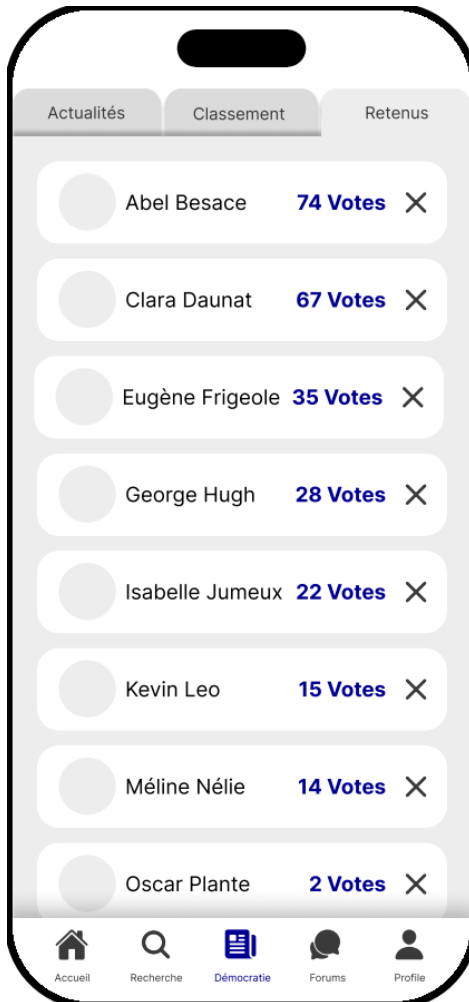 Actualités Classement Retenus
Abel Besace 74 Votes
Clara Daunat 67 Votes
Eugène Frigeole 35 Votes
George Hugh 28 Votes
Isabelle Jumeux 22 Votes
Kevin Leo 15 Votes
Méline Nélie 14 Votes
Oscar Plante 2 Votes
Accueil Recherche Démocratie Forums Profile